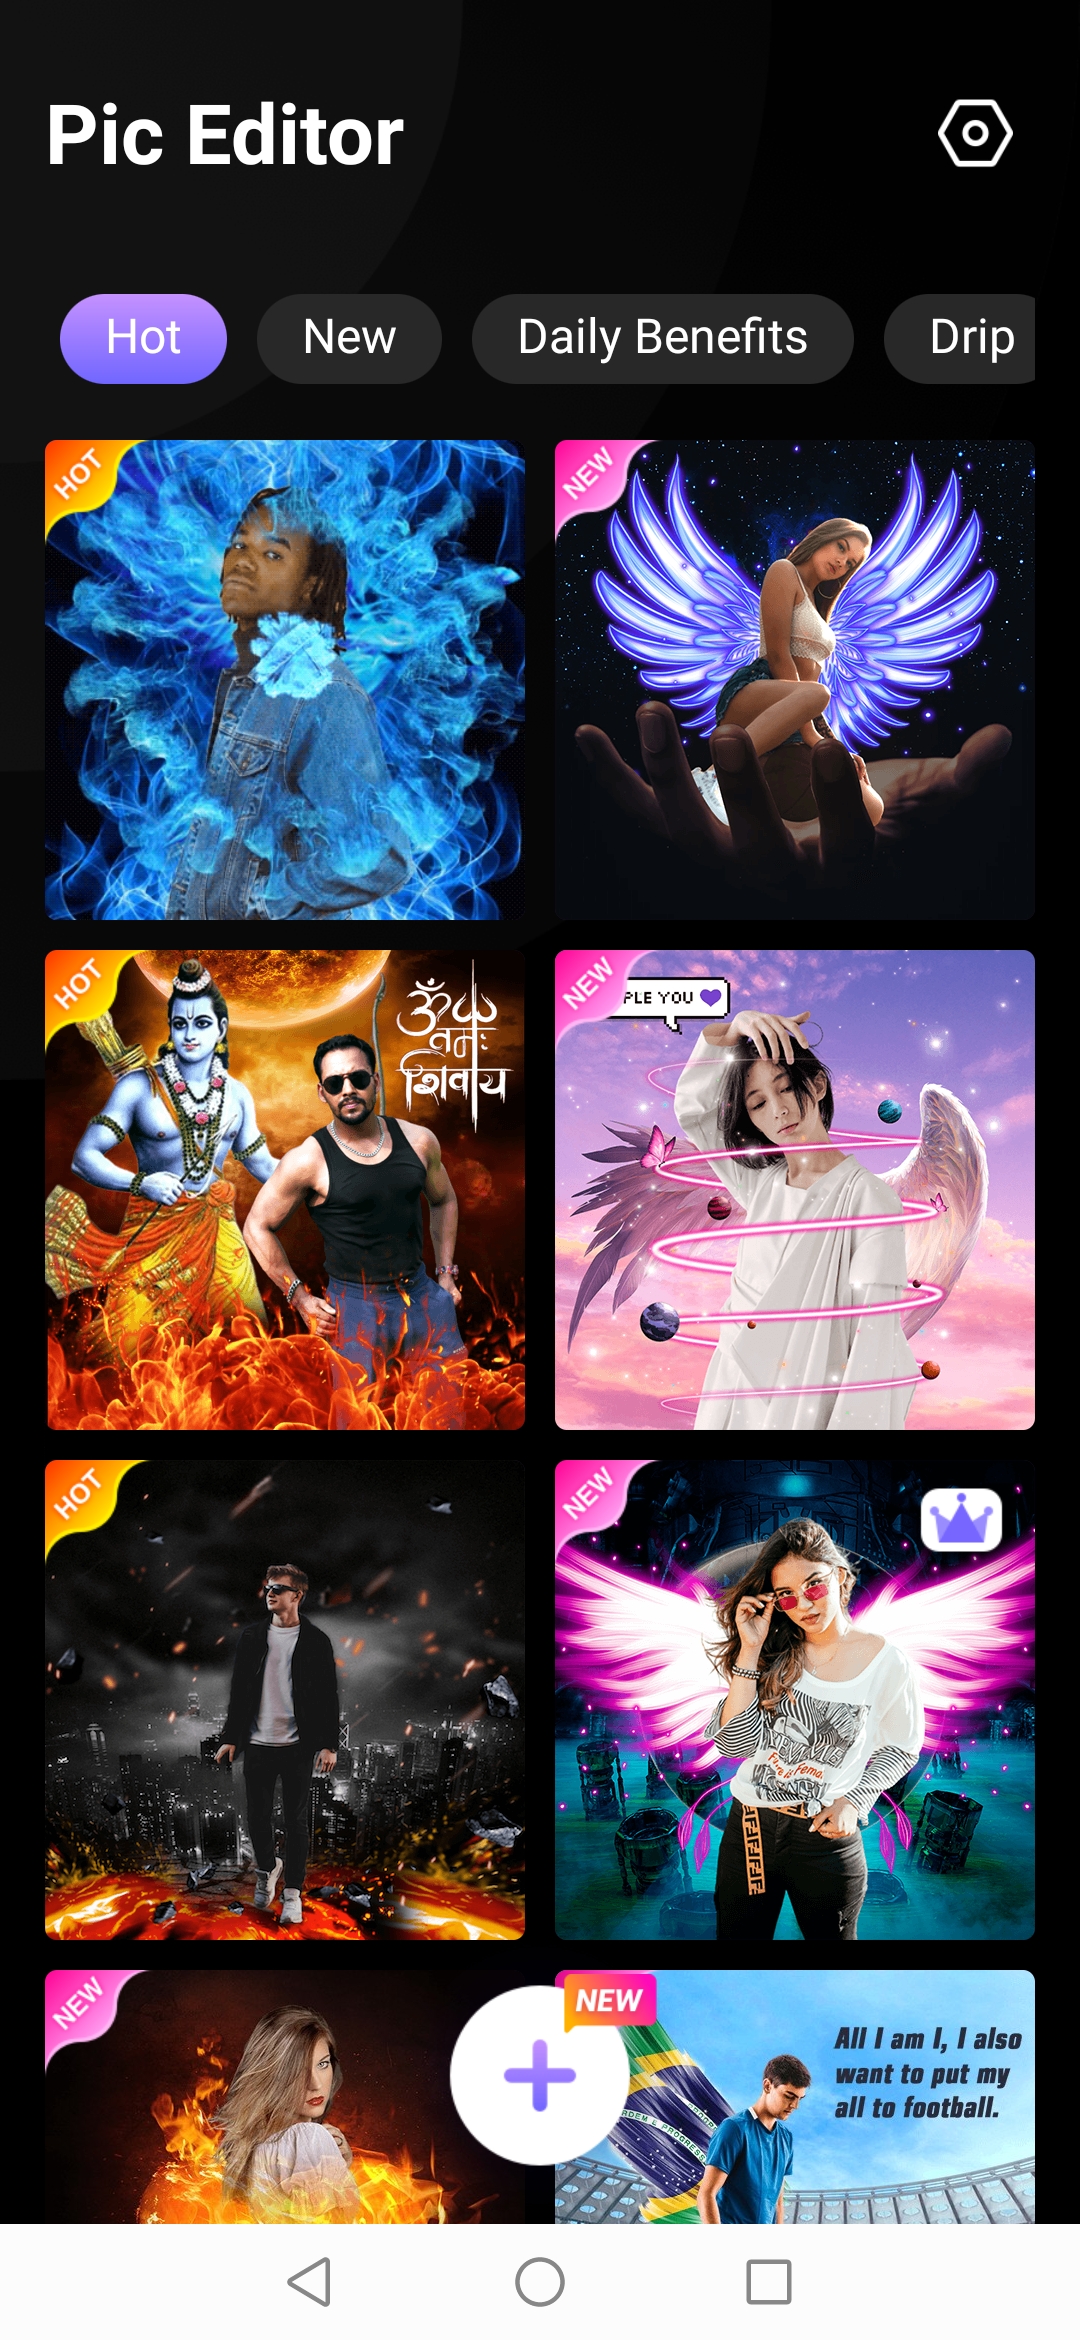 Pic Editor
Hot
New
Daily Benefits
Drip
HOT
NEW
HOT
ॐ
नमः
शिवाय
NEW
PLE YOU
HOT
NEW
NEW
NEW
All I am I, I also
want to put my
all to football.